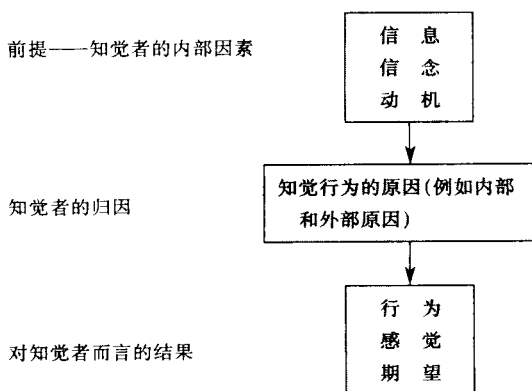 信 息
前提——知觉者的内部因素
信 念
动 机
知觉行为的原因(例如内部
知觉者的归因
和外部原因)
行 为
感 觉
对知觉者而言的结果
期 望